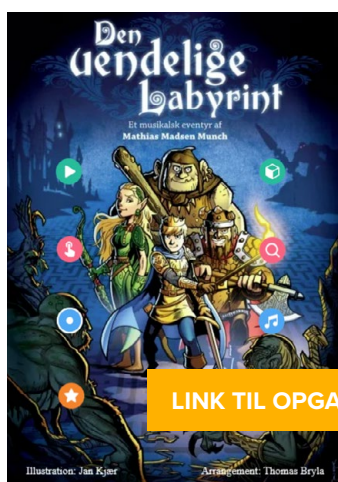 Den
uendelige
Labyrint
Et musikalsk eventyr af
Mathias Madsen Munch
LINK TIL OPGA
Illustration: Jan Kjær
Arrangement: Thomas Bryla